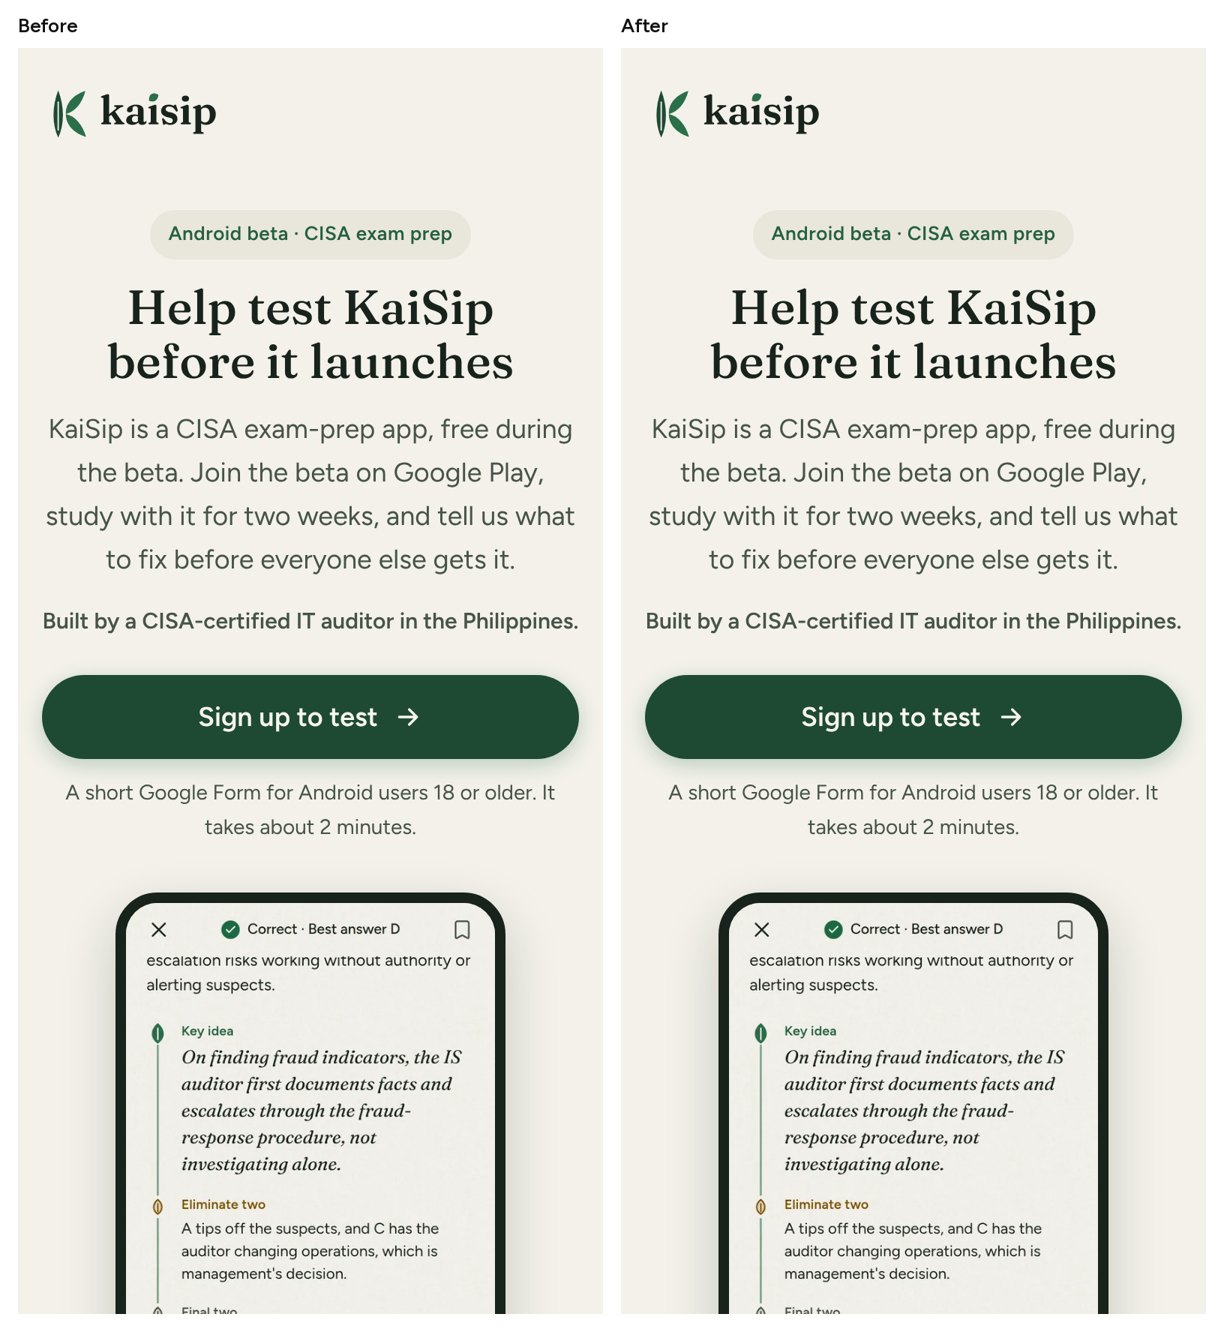 Before
kaisip
Android beta · CISA exam prep
Help test KaiSip
before it launches
KaiSip is a CISA exam-prep app, free during
the beta. Join the beta on Google Play,
study with it for two weeks, and tell us what
to fix before everyone else gets it.
Built by a CISA-certified IT auditor in the Philippines.
Sign up to test →
A short Google Form for Android users 18 or older. It
takes about 2 minutes.
Correct · Best answer D
escalation risks working without authority or
alerting suspects.
Key idea
On finding fraud indicators, the IS
auditor first documents facts and
escalates through the fraud-
response procedure, not
investigating alone.
Eliminate two
A tips off the suspects, and C has the
auditor changing operations, which is
management's decision.
Final two
After
kaisip
Android beta · CISA exam prep
Help test KaiSip
before it launches
KaiSip is a CISA exam-prep app, free during
the beta. Join the beta on Google Play,
study with it for two weeks, and tell us what
to fix before everyone else gets it.
Built by a CISA-certified IT auditor in the Philippines.
Sign up to test →
A short Google Form for Android users 18 or older. It
takes about 2 minutes.
Correct · Best answer D
escalation risks working without authority or
alerting suspects.
Key idea
On finding fraud indicators, the IS
auditor first documents facts and
escalates through the fraud-
response procedure, not
investigating alone.
Eliminate two
A tips off the suspects, and C has the
auditor changing operations, which is
management's decision.
Final two